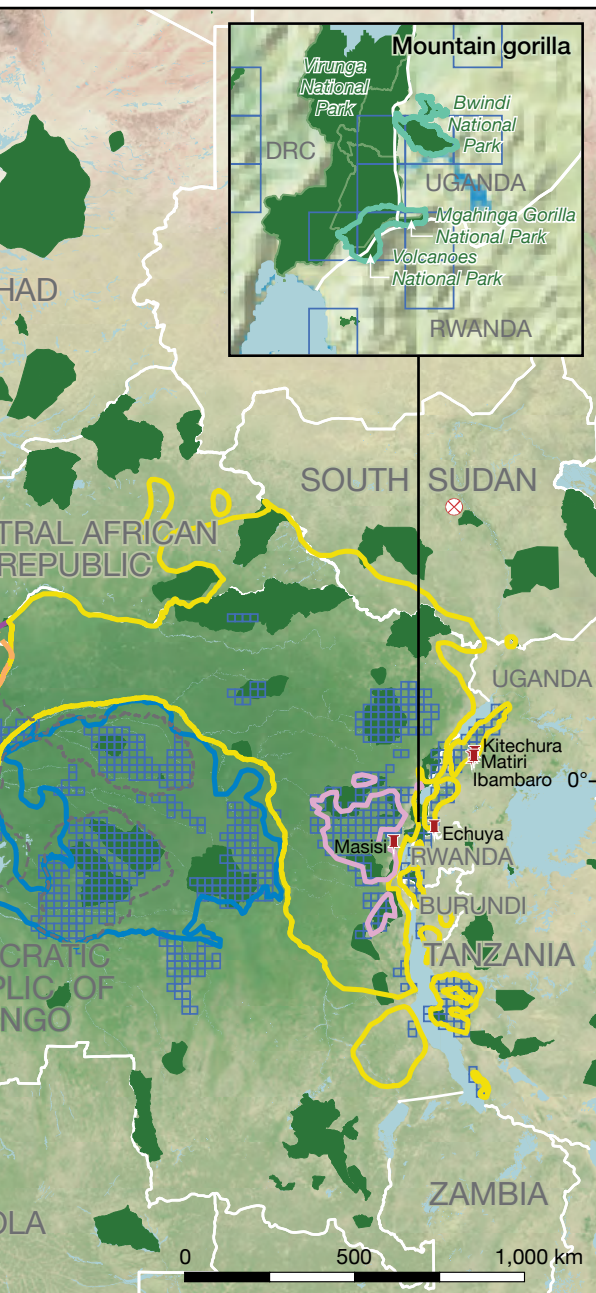 Mountain gorilla
Virunga
National
Park
Bwindi
National
Park
DRC
UGANDA
Mgahinga Gorilla
National Park
Volcanoes
National Park
RWANDA
HAD
SOUTH SUDAN
TRAL AFRICAN
REPUBLIC
UGANDA
Kitechura
Matiri
Ibambaro
0°
Echuya
Masisi
RWANDA
BURUNDI
TANZANIA
CRATIC
PLIC OF
NGO
ZAMBIA
OLA
0 500 1,000 km